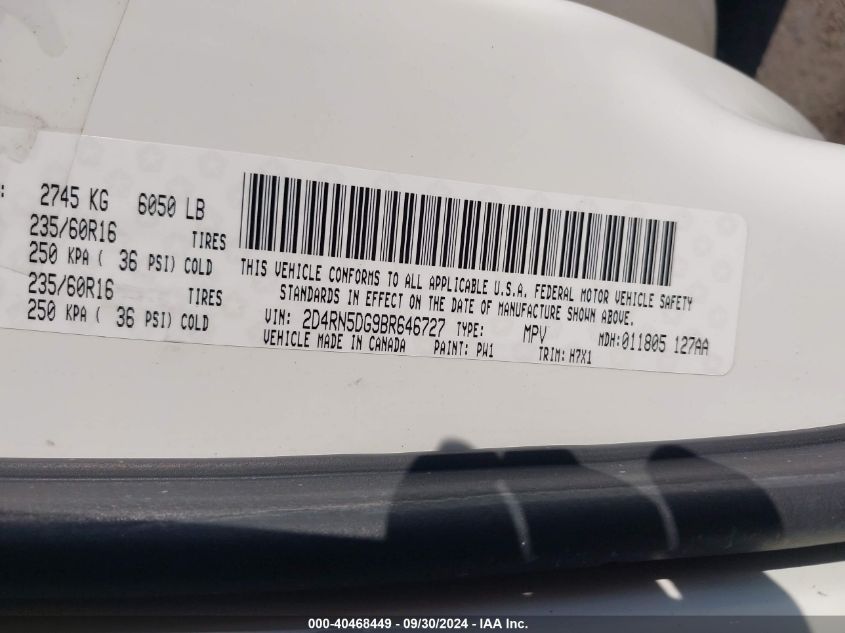 : 2745 KG 6050 LB
235/60R16 TIRES
250 KPA ( 36 PSI) COLD
235/60R16 TIRES
250 KPA ( 36 PSI) COLD
THIS VEHICLE CONFORMS TO ALL APPLICABLE U.S.A. FEDERAL MOTOR VEHICLE SAFETY
STANDARDS IN EFFECT ON THE DATE OF MANUFACTURE SHOWN ABOVE.
VIN: 2D4RN5DG9BR646727 TYPE: MPV MDH:011805 127AA
VEHICLE MADE IN CANADA PAINT: PW1 TRIM: H7X1
000-40468449 - 09/30/2024 - IAA Inc.